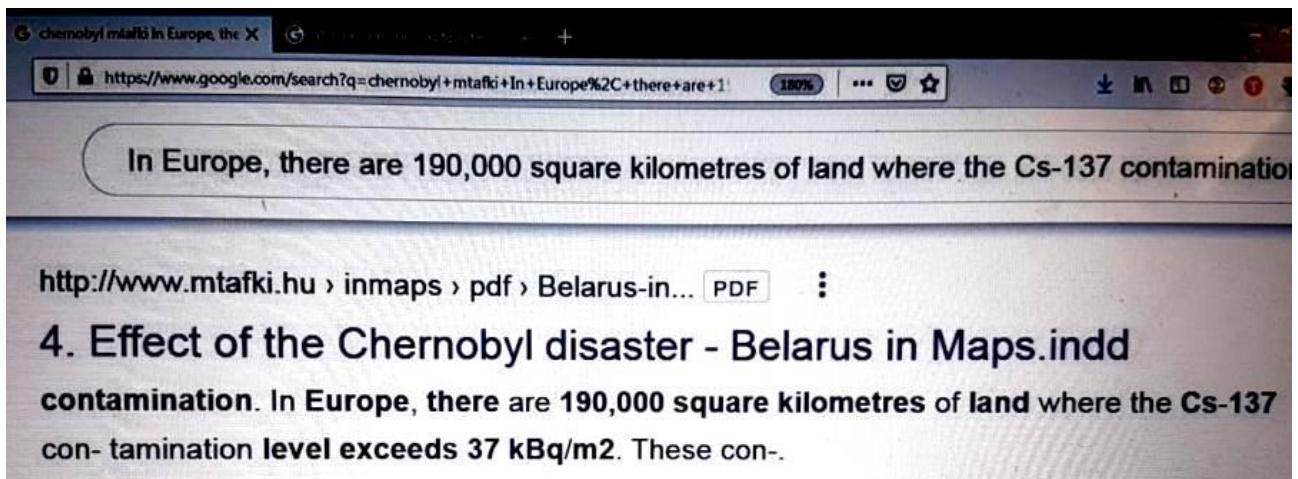 chernobyl mtafki In Europe, the X
https://www.google.com/search?q=chernobyl+mtafki+In+Europe%2C+there+are+1
180%
In Europe, there are 190,000 square kilometres of land where the Cs-137 contamination
http://www.mtafki.hu › inmaps › pdf › Belarus-in... PDF
4. Effect of the Chernobyl disaster - Belarus in Maps.indd
contamination. In Europe, there are 190,000 square kilometres of land where the Cs-137
con- tamination level exceeds 37 kBq/m2. These con-.